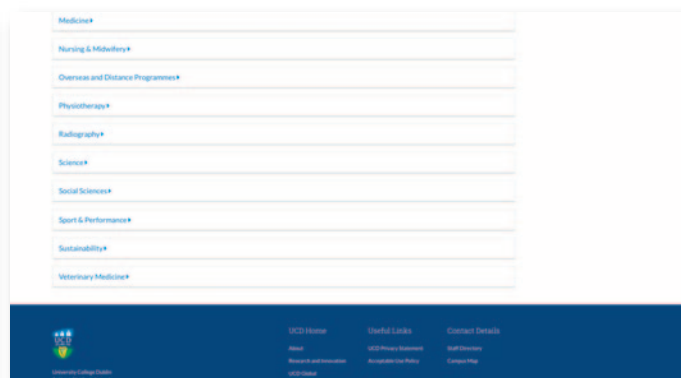 Medicine
Nursing & Midwifery
Overseas and Distance Programmes
Physiotherapy
Radiography
Science
Social Sciences
Sport & Performance
Sustainability
Veterinary Medicine
UCD
University College Dublin
UCD Home
About
Research and Innovation
UCD Global
Useful Links
UCD Privacy Statement
Acceptable Use Policy
Contact Details
Staff Directory
Campus Map